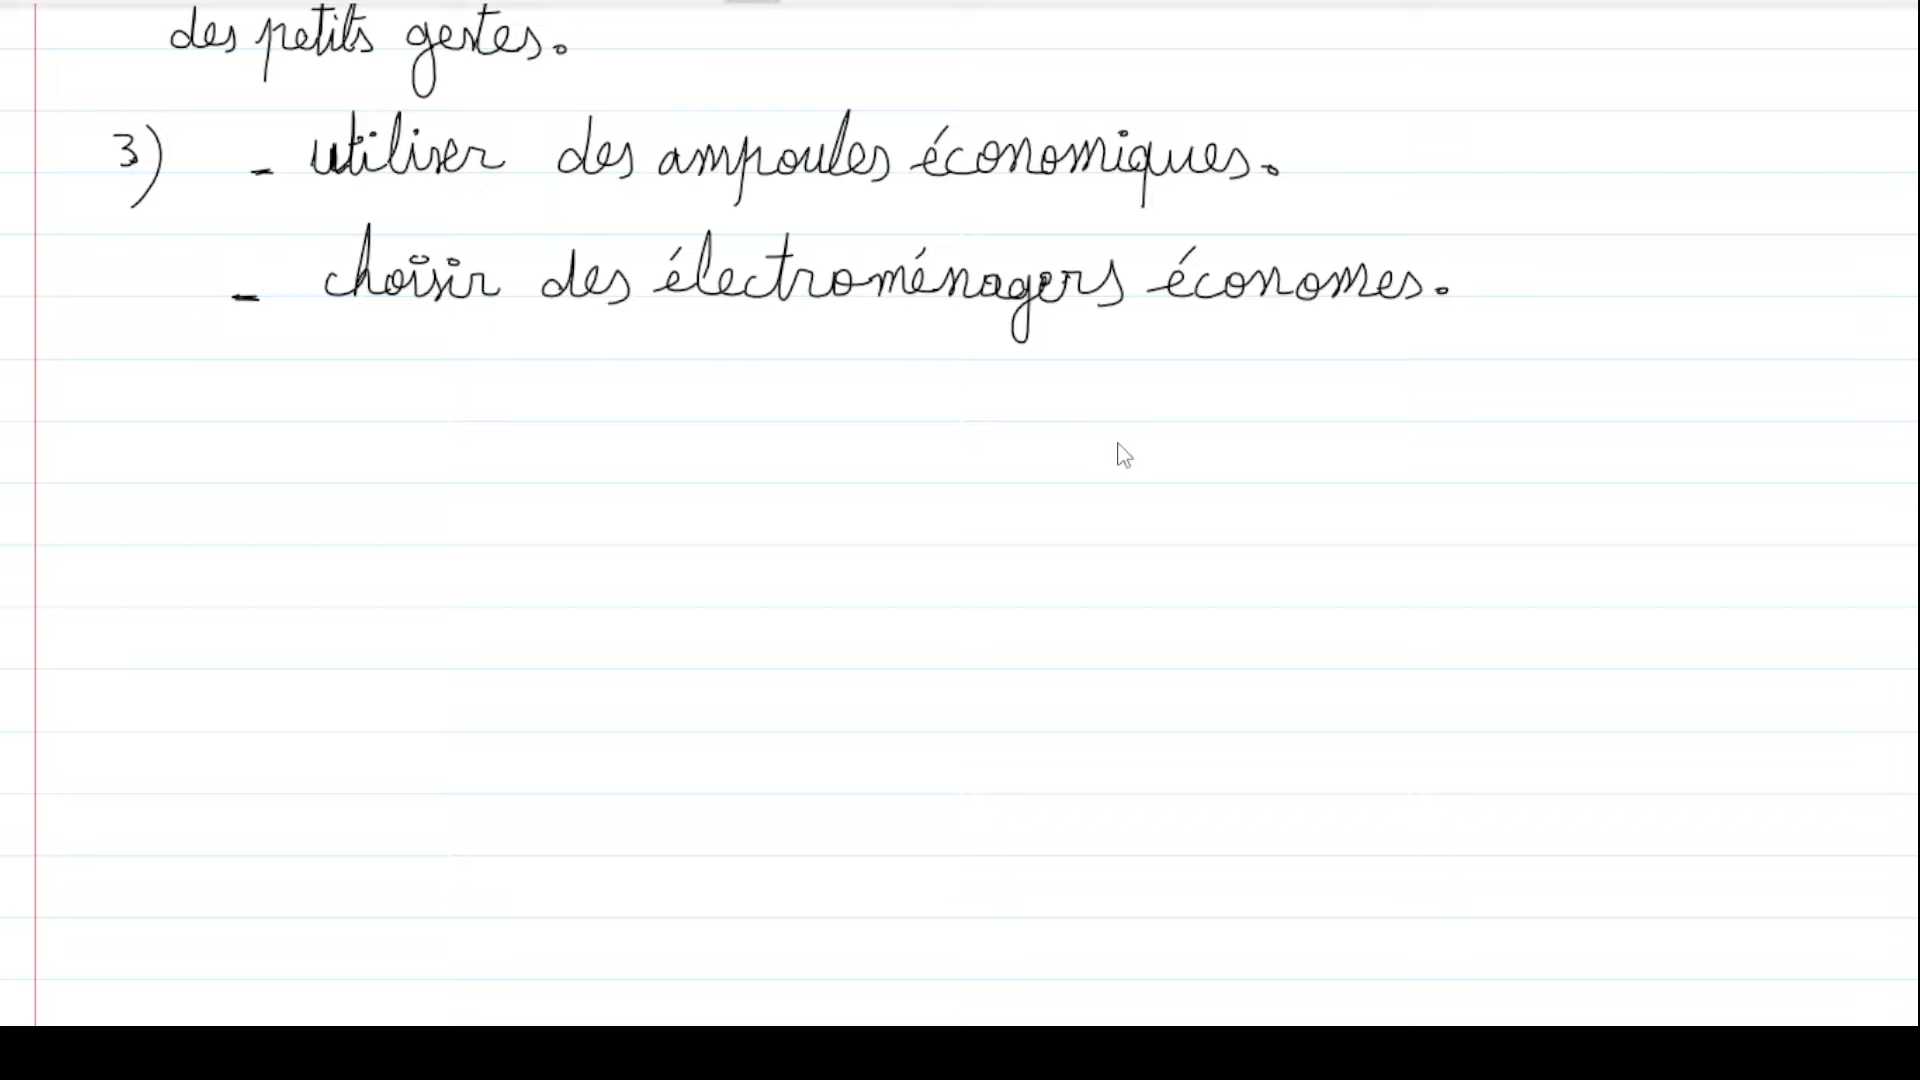 des petits gestes.
3) - utiliser des ampoules économiques.
- choisir des électroménagers économes.